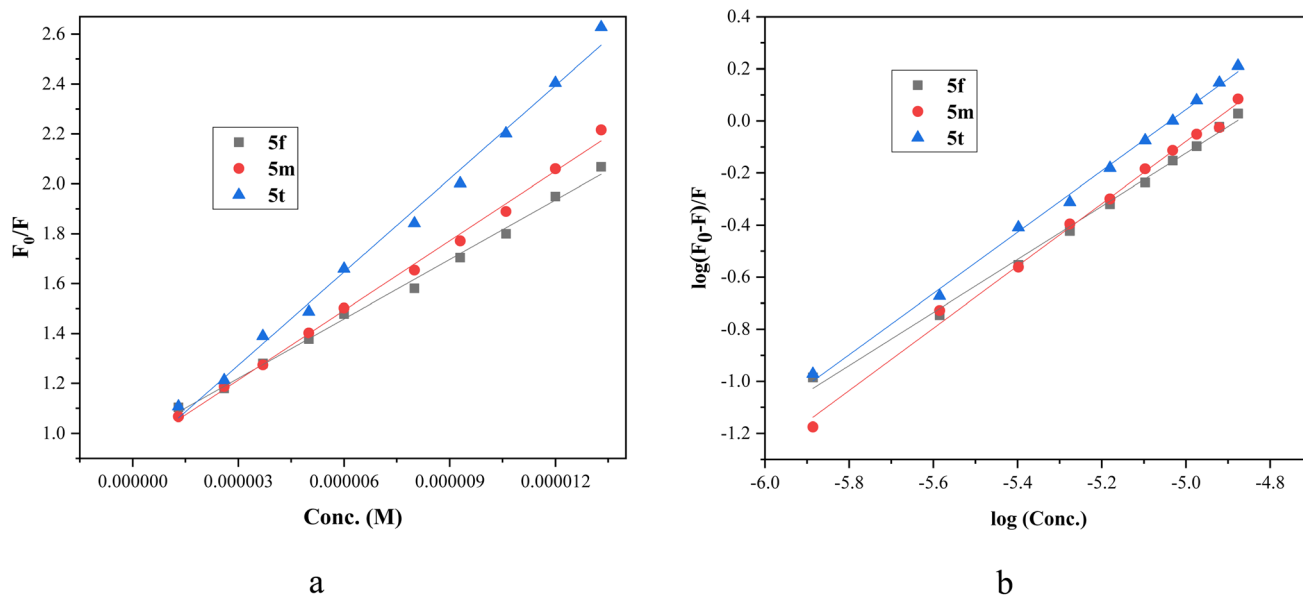 2.6
2.4
2.2
2.0
1.8
1.6
1.4
1.2
1.0
F₀/F
5f
5m
5t
0.000000 0.000003 0.000006 0.000009 0.000012
Conc. (M)
a
0.4
0.2
0.0
-0.2
-0.4
-0.6
-0.8
-1.0
-1.2
log(F₀-F)/F
5f
5m
5t
-6.0 -5.8 -5.6 -5.4 -5.2 -5.0 -4.8
log (Conc.)
b